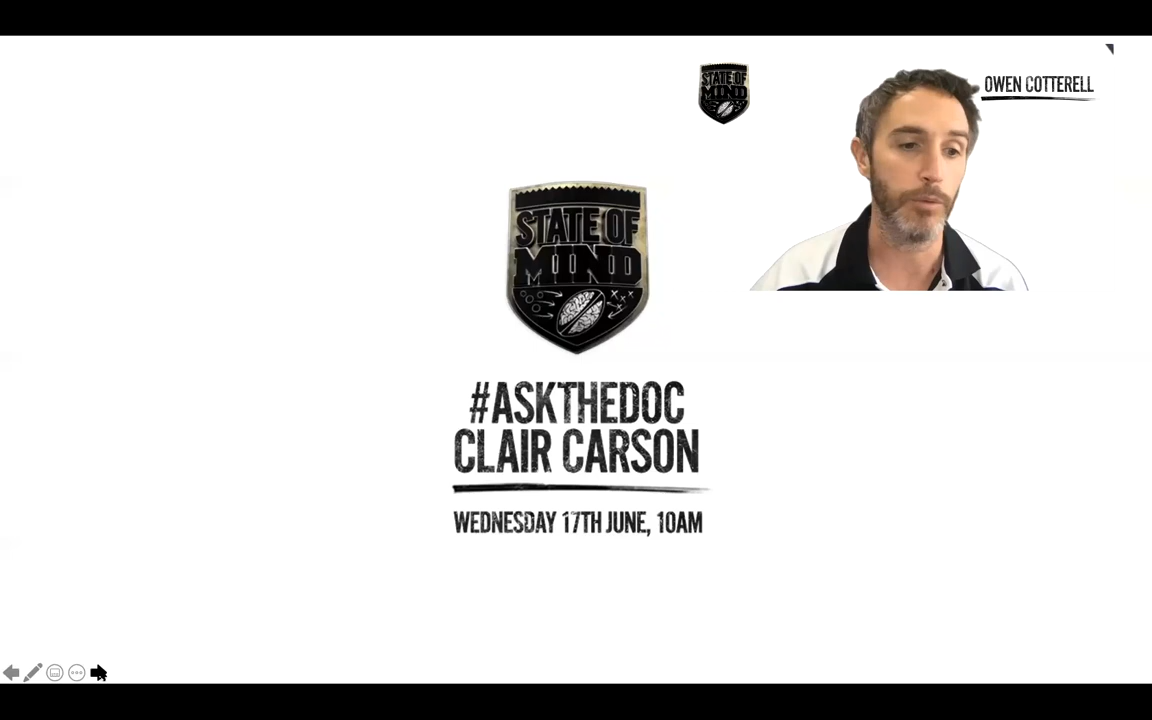 STATE OF
MIND
OWEN COTTERELL
STATE OF
MIND
#ASKTHEDOC
CLAIR CARSON
WEDNESDAY 17TH JUNE, 10AM